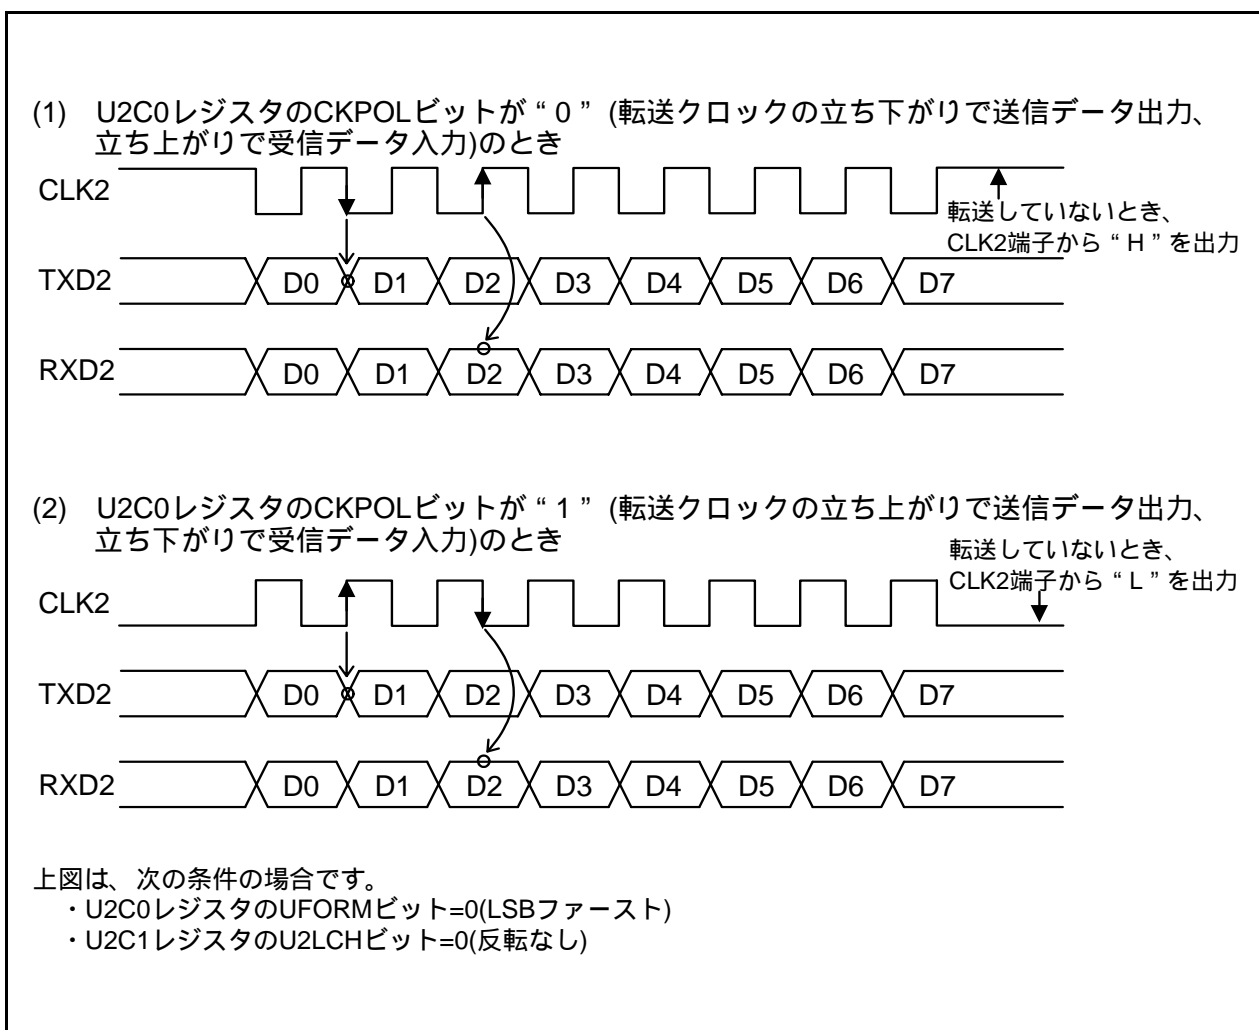 (1) U2C0レジスタのCKPOLビットが“0”(転送クロックの立ち下がりで送信データ出力、
立ち上がりで受信データ入力)のとき
CLK2
転送していないとき、
CLK2端子から“H”を出力
TXD2 D0 D1 D2 D3 D4 D5 D6 D7
RXD2 D0 D1 D2 D3 D4 D5 D6 D7
(2) U2C0レジスタのCKPOLビットが“1”(転送クロックの立ち上がりで送信データ出力、
立ち下がりで受信データ入力)のとき
転送していないとき、
CLK2端子から“L”を出力
CLK2
TXD2 D0 D1 D2 D3 D4 D5 D6 D7
RXD2 D0 D1 D2 D3 D4 D5 D6 D7
上図は、次の条件の場合です。
・U2C0レジスタのUFORMビット=0(LSBファースト)
・U2C1レジスタのU2LCHビット=0(反転なし)